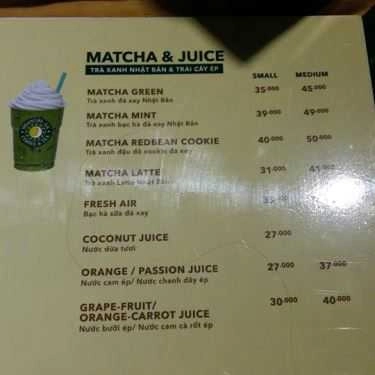 MATCHA & JUICE
TRÀ XANH NHẬT BẢN & TRÁI CÂY ÉP
SMALL MEDIUM
MATCHA GREEN 35.000 45.000
Trà xanh đá xay Nhật Bản
MATCHA MINT 39.000 49.000
Trà xanh bạc hà đá xay Nhật Bản
MATCHA REDBEAN COOKIE 40.000 50.000
Trà xanh đậu đỏ cookie đá xay
MATCHA LATTE 31.000 41.000
Trà xanh Latte Nhật Bản
FRESH AIR
Bạc hà sữa đá xay
COCONUT JUICE 27.000
Nước dừa tươi
ORANGE / PASSION JUICE 27.000 37.000
Nước cam ép/ Nước chanh dây ép
GRAPE-FRUIT/
ORANGE-CARROT JUICE 30.000 40.000
Nước bưởi ép/ Nước cam cà rốt ép